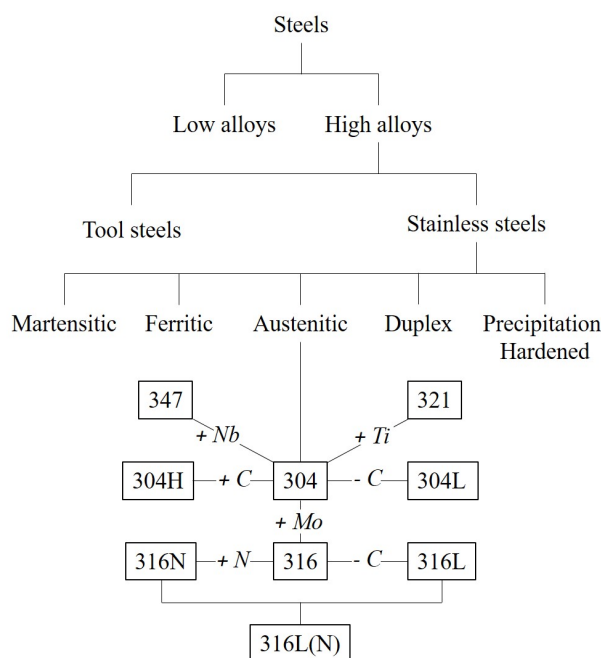 Steels
Low alloys High alloys
Tool steels Stainless steels
Martensitic Ferritic Austenitic Duplex Precipitation
Hardened
347 321
+ Nb + Ti
304H + C 304 - C 304L
+ Mo
316N + N 316 - C 316L
316L(N)